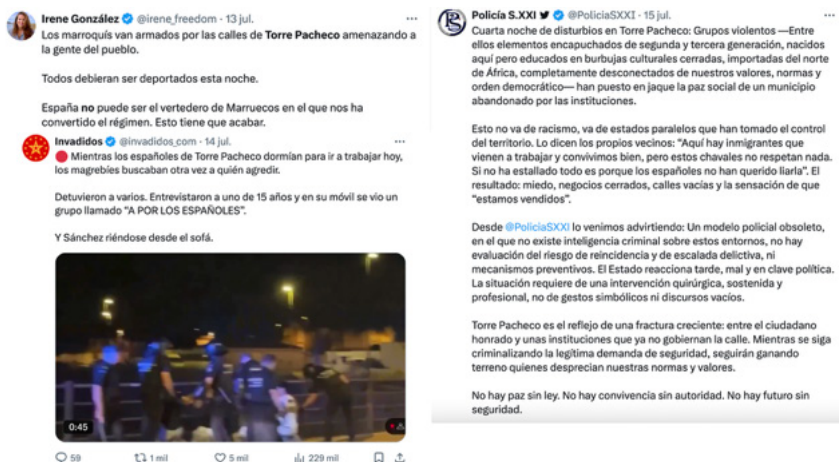 Irene González @irene_freedom · 13 jul.
Los marroquís van armados por las calles de Torre Pacheco amenazando a
la gente del pueblo.
Todos debieran ser deportados esta noche.
España no puede ser el vertedero de Marruecos en el que nos ha
convertido el régimen. Esto tiene que acabar.
Invadidos @invadidos_com · 14 jul.
Mientras los españoles de Torre Pacheco dormían para ir a trabajar hoy,
los magrebíes buscaban otra vez a quién agredir.
Detuvieron a varios. Entrevistaron a uno de 15 años y en su móvil se vio un
grupo llamado “A POR LOS ESPAÑOLES”.
Y Sánchez riéndose desde el sofá.
0:45
59 1 mil 5 mil 229 mil
Policía S.XXI @PoliciaSXXI · 15 jul.
Cuarta noche de disturbios en Torre Pacheco: Grupos violentos —Entre
ellos elementos encapuchados de segunda y tercera generación, nacidos
aquí pero educados en burbujas culturales cerradas, importadas del norte
de África, completamente desconectados de nuestros valores, normas y
orden democrático— han puesto en jaque la paz social de un municipio
abandonado por las instituciones.
Esto no va de racismo, va de estados paralelos que han tomado el control
del territorio. Lo dicen los propios vecinos: “Aquí hay inmigrantes que
vienen a trabajar y convivimos bien, pero estos chavales no respetan nada.
Si no ha estallado todo es porque los españoles no han querido liarla”. El
resultado: miedo, negocios cerrados, calles vacías y la sensación de que
“estamos vendidos”.
Desde @PoliciaSXXI lo venimos advirtiendo: Un modelo policial obsoleto,
en el que no existe inteligencia criminal sobre estos entornos, no hay
evaluación del riesgo de reincidencia y de escalada delictiva, ni
mecanismos preventivos. El Estado reacciona tarde, mal y en clave política.
La situación requiere de una intervención quirúrgica, sostenida y
profesional, no de gestos simbólicos ni discursos vacíos.
Torre Pacheco es el reflejo de una fractura creciente: entre el ciudadano
honrado y unas instituciones que ya no gobiernan la calle. Mientras se siga
criminalizando la legítima demanda de seguridad, seguirán ganando
terreno quienes desprecian nuestras normas y valores.
No hay paz sin ley. No hay convivencia sin autoridad. No hay futuro sin
seguridad.